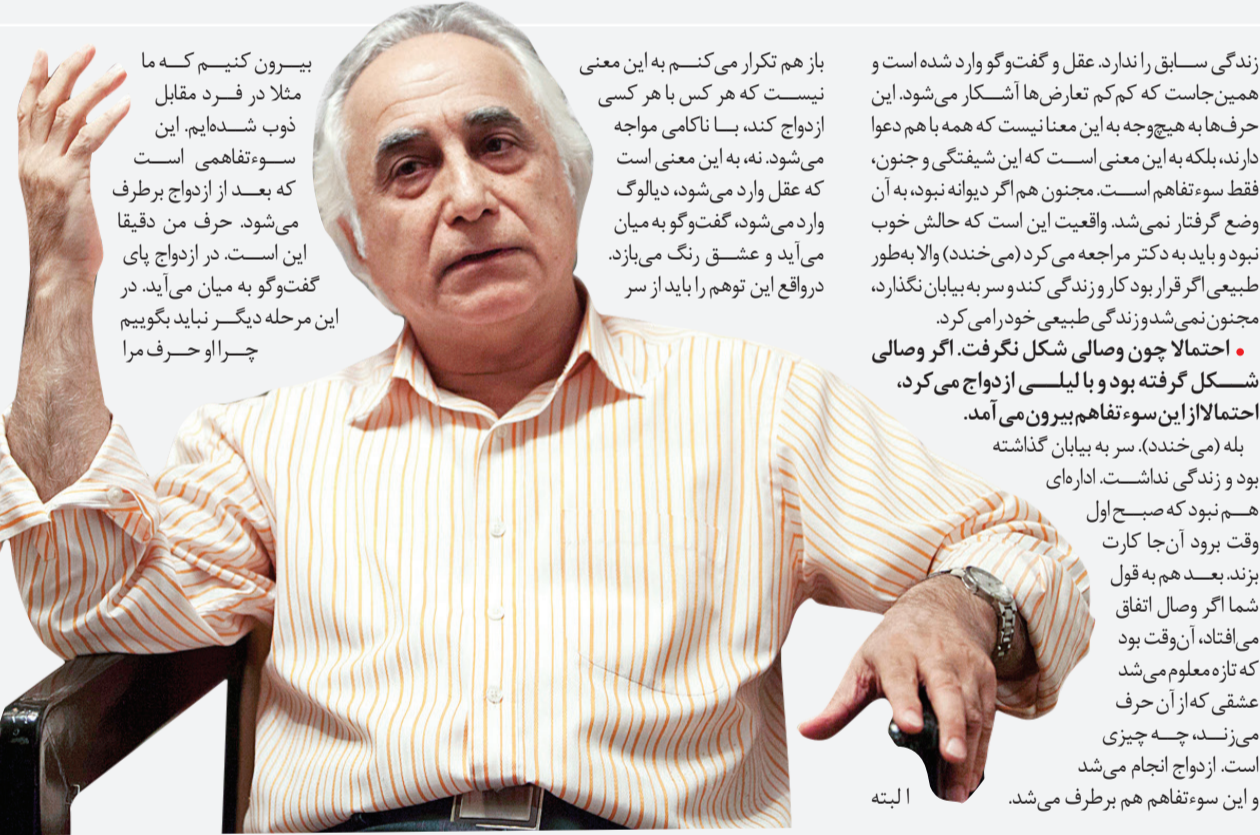 زندگی سابق را ندارد. عقل و گفت‌وگو وارد شده است و
همین‌جاست که کم‌کم تعارض‌ها آشکار می‌شود. این
حرف‌ها به هیچ‌وجه به این معنا نیست که همه با هم دعوا
دارند، بلکه به این معنی است که این شیفتگی و جنون،
فقط سوءتفاهم است. مجنون هم اگر دیوانه نبود، به آن
وضع گرفتار نمی‌شد. واقعیت این است که حالش خوب
نبود و باید به دکتر مراجعه می‌کرد (می‌خندد) والا به‌طور
طبیعی اگر قرار بود کار و زندگی کند و سر به بیابان نگذارد،
مجنون نمی‌شد و زندگی طبیعی خود را می‌کرد.
• احتمالا چون وصالی شکل نگرفت. اگر وصالی
شکل گرفته بود و با لیلی ازدواج می‌کرد،
احتمالا از این سوءتفاهم بیرون می‌آمد.
بله (می‌خندد). سر به بیابان گذاشته
بود و زندگی نداشت. اداره‌ای
هم نبود که صبح اول
وقت برود آن‌جا کارت
بزند. بعد هم به قول
شما اگر وصال اتفاق
می‌افتاد، آن‌وقت بود
که تازه معلوم می‌شد
عشقی که از آن حرف
می‌زند، چه چیزی
است. ازدواج انجام می‌شد
و این سوءتفاهم هم برطرف می‌شد. البته
باز هم تکرار می‌کنم به این معنی
نیست که هر کس با هر کسی
ازدواج کند، با ناکامی مواجه
می‌شود. نه، به این معنی است
که عقل وارد می‌شود، دیالوگ
وارد می‌شود، گفت‌وگو به میان
می‌آید و عشق رنگ می‌بازد.
درواقع این توهم را باید از سر
بیرون کنیم که ما
مثلا در فرد مقابل
ذوب شده‌ایم. این
سوءتفاهمی است
که بعد از ازدواج برطرف
می‌شود. حرف من دقیقا
این است. در ازدواج پای
گفت‌وگو به میان می‌آید. در
این مرحله دیگر نباید بگوییم
چرا او حرف مرا